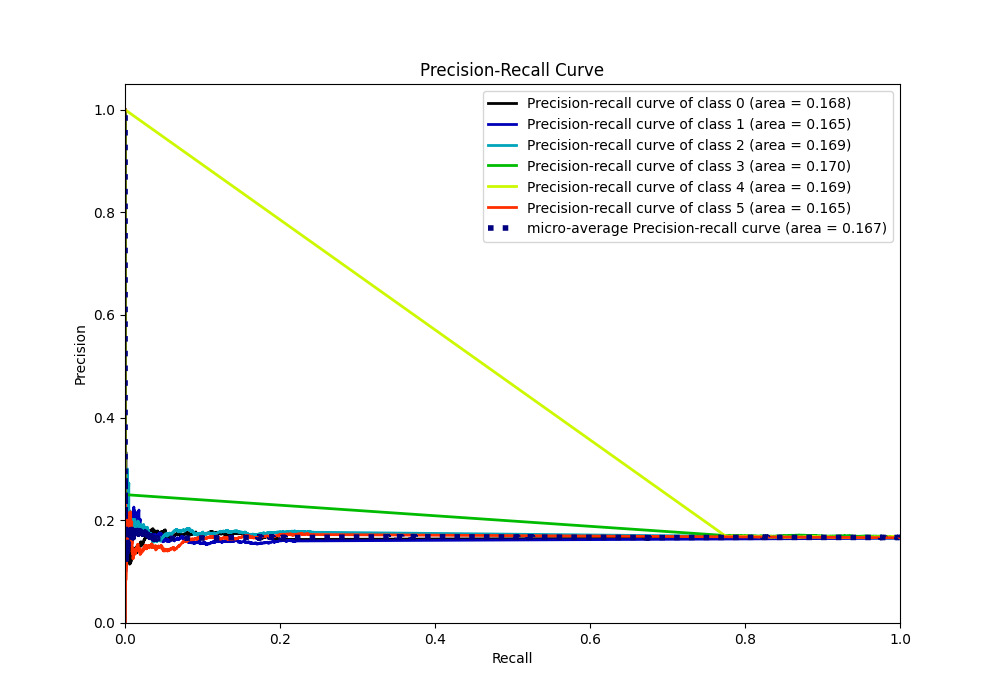 Precision-Recall Curve
Precision-recall curve of class 0 (area = 0.168)
Precision-recall curve of class 1 (area = 0.165)
Precision-recall curve of class 2 (area = 0.169)
Precision-recall curve of class 3 (area = 0.170)
Precision-recall curve of class 4 (area = 0.169)
Precision-recall curve of class 5 (area = 0.165)
micro-average Precision-recall curve (area = 0.167)
Precision
1.0
0.8
0.6
0.4
0.2
0.0
0.0 0.2 0.4 0.6 0.8 1.0
Recall